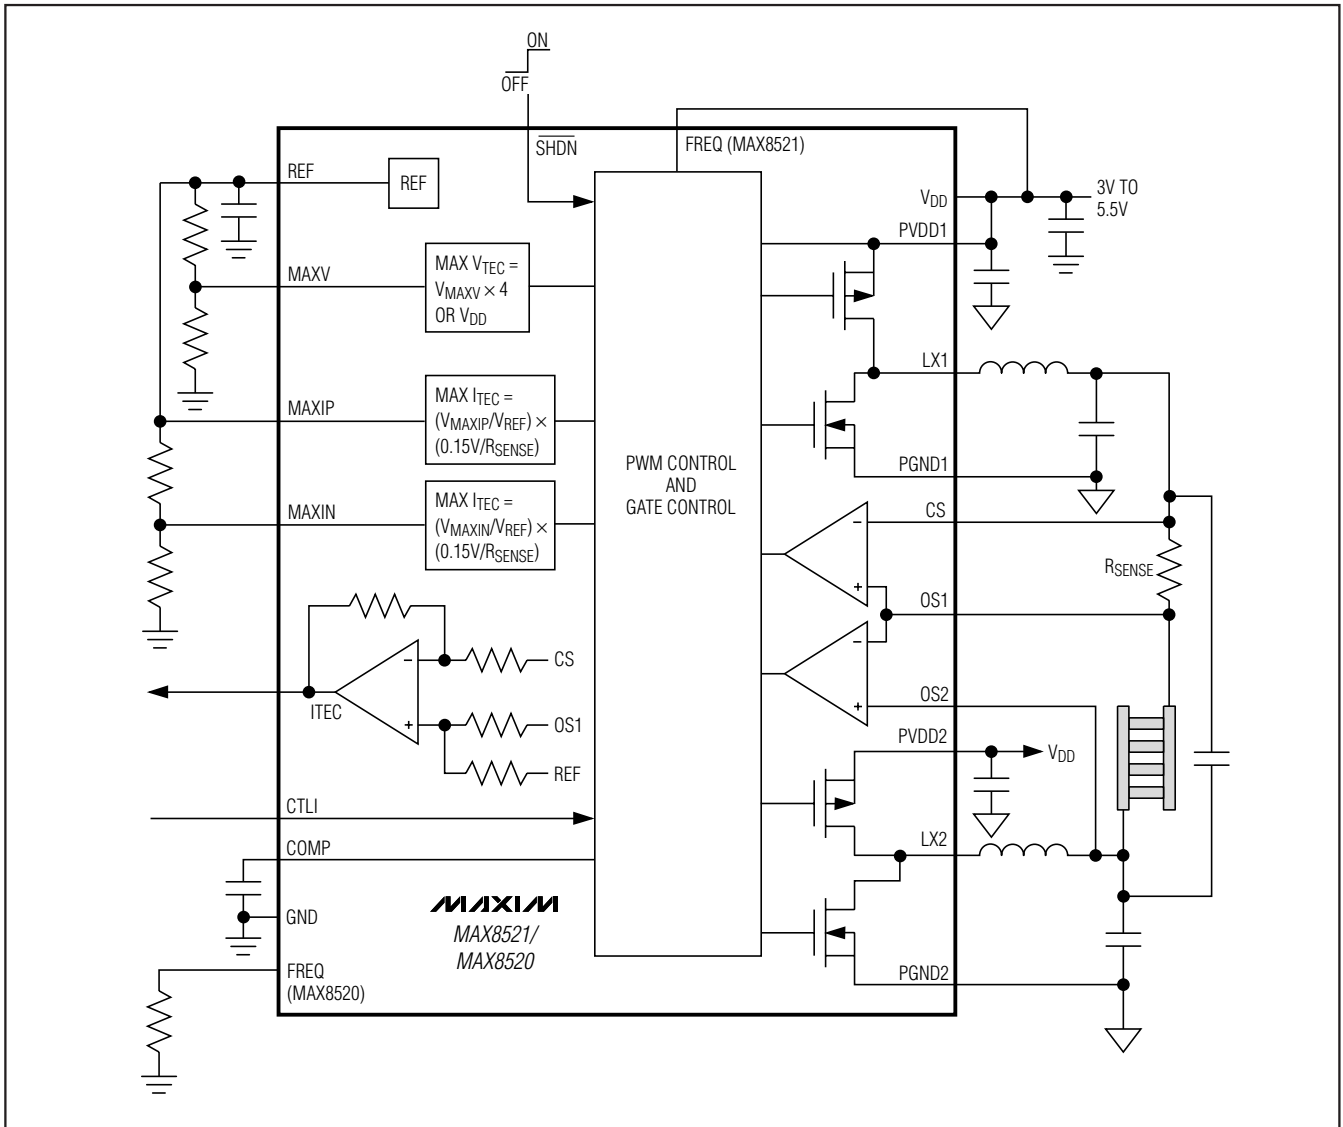 ON
OFF
SHDN
FREQ (MAX8521)
REF
REF
VDD
3V TO
5.5V
PVDD1
MAXV
MAX VTEC =
VMAXV × 4
OR VDD
LX1
MAXIP
MAX ITEC =
(VMAXIP/VREF) ×
(0.15V/RSENSE)
PWM CONTROL
AND
GATE CONTROL
PGND1
MAXIN
MAX ITEC =
(VMAXIN/VREF) ×
(0.15V/RSENSE)
CS
−
+
RSENSE
OS1
−
+
OS2
−
CS
ITEC
+
OS1
REF
PVDD2
VDD
CTLI
LX2
COMP
GND
MAXIM
MAX8521/
MAX8520
FREQ
(MAX8520)
PGND2